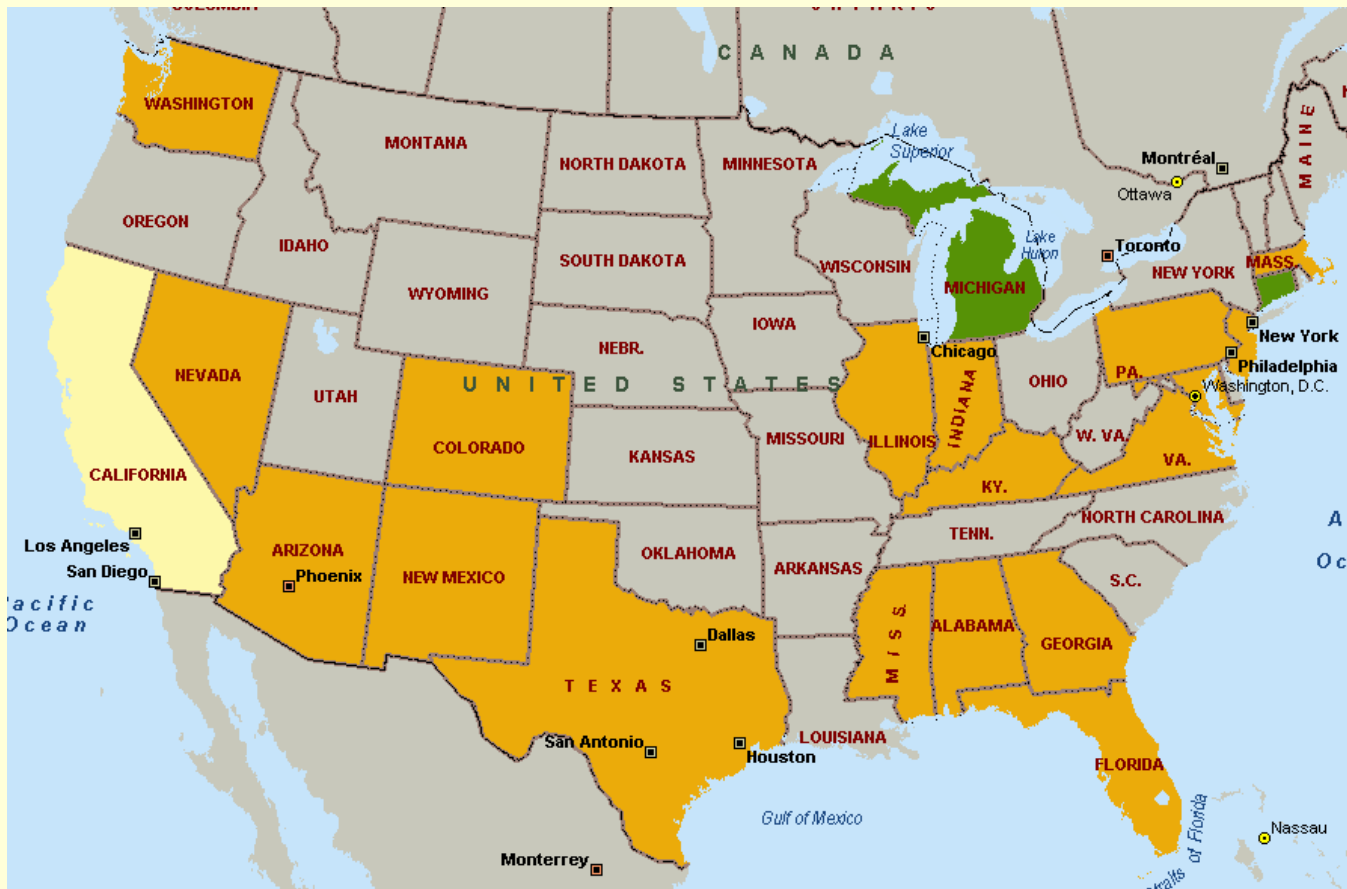 COLUMBIA
CANADA
WASHINGTON
MONTANA
NORTH DAKOTA
MINNESOTA
Lake
Superior
Montréal
Ottawa
MAINE
OREGON
IDAHO
SOUTH DAKOTA
WISCONSIN
Lake
Huron
Toronto
NEW YORK
MASS.
WYOMING
MICHIGAN
IOWA
NEBR.
Chicago
New York
Philadelphia
NEVADA
UTAH
UNITED STATES
OHIO
PA.
Washington, D.C.
COLORADO
MISSOURI
ILLINOIS
INDIANA
W. VA.
VA.
CALIFORNIA
KANSAS
KY.
Los Angeles
San Diego
ARIZONA
Phoenix
NEW MEXICO
OKLAHOMA
ARKANSAS
TENN.
NORTH CAROLINA
S.C.
Pacific
Ocean
Dallas
MISS.
ALABAMA
GEORGIA
TEXAS
San Antonio
Houston
LOUISIANA
FLORIDA
Gulf of Mexico
Straits of Florida
Nassau
Monterrey